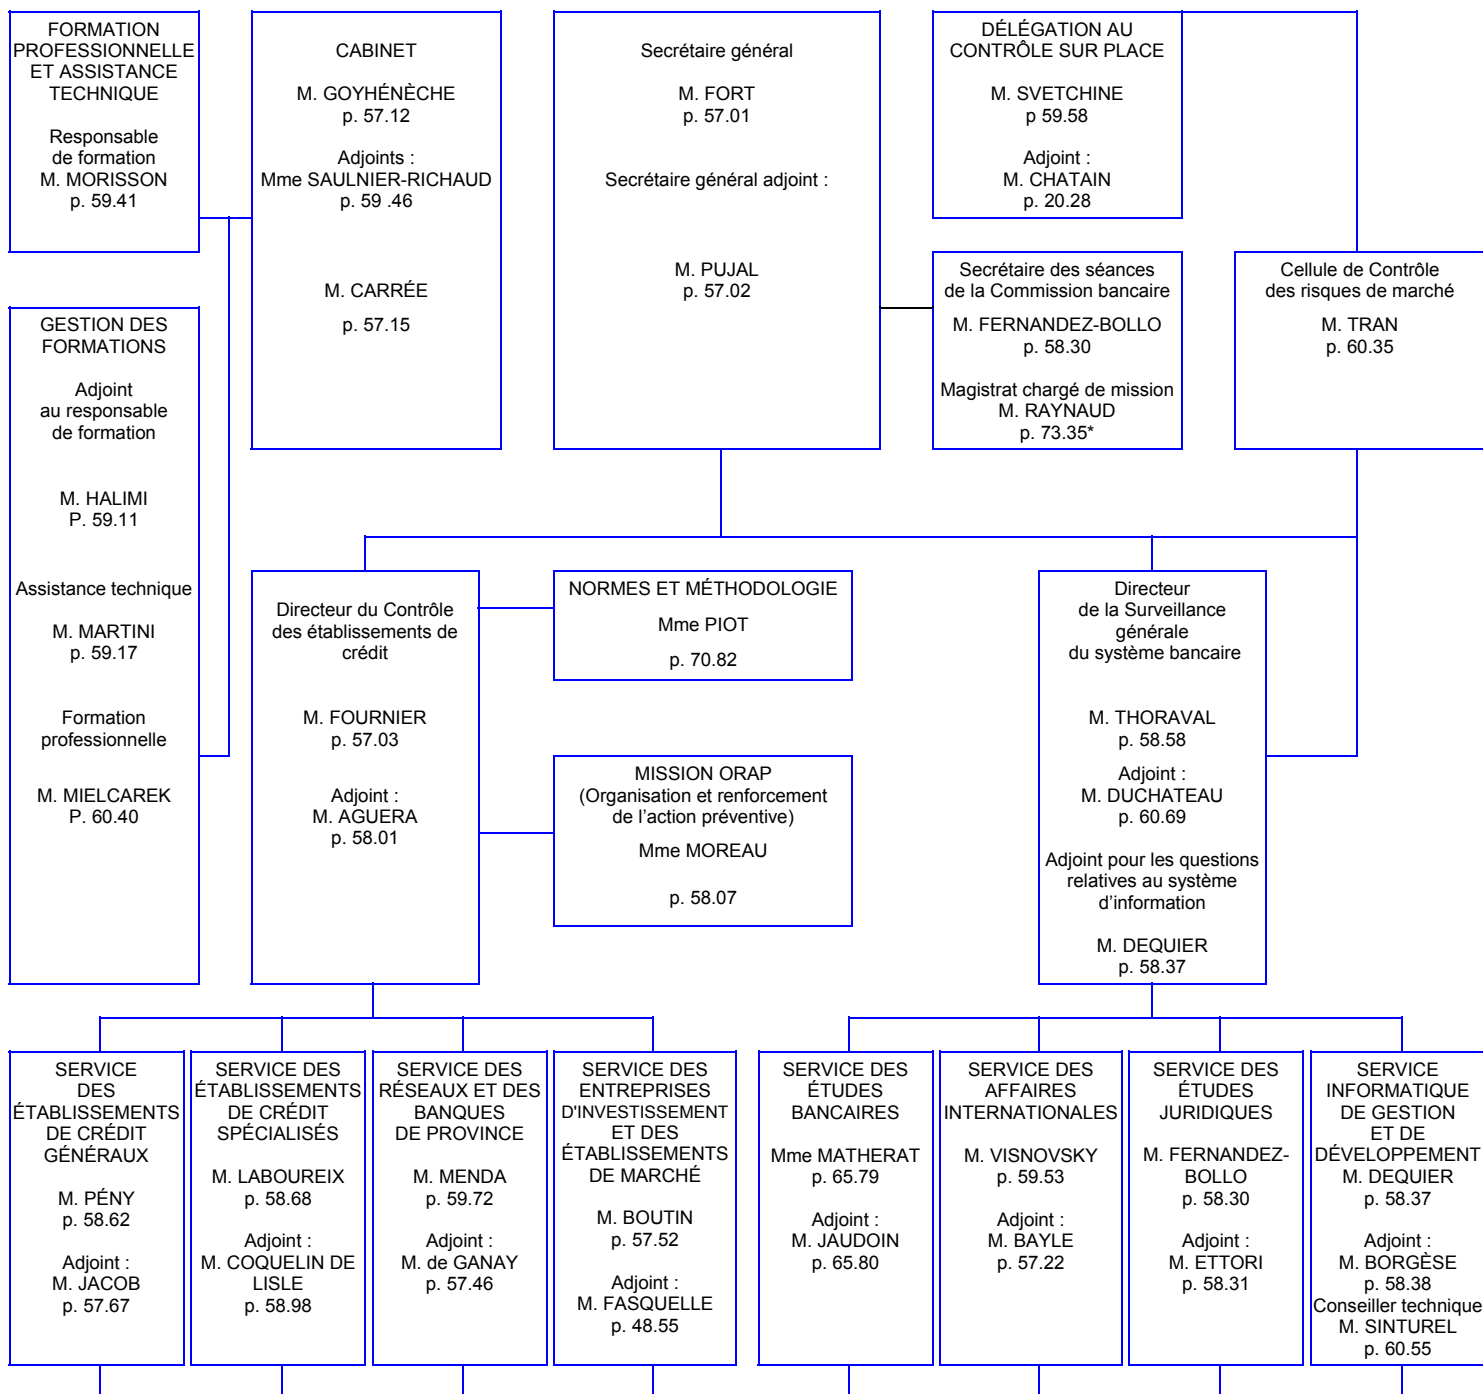 FORMATION
PROFESSIONNELLE
ET ASSISTANCE
TECHNIQUE
Responsable
de formation
M. MORISSON
p. 59.41
CABINET
M. GOYHÉNÈCHE
p. 57.12
Adjoints :
Mme SAULNIER-RICHAUD
p. 59 .46
M. CARRÉE
p. 57.15
Secrétaire général
M. FORT
p. 57.01
Secrétaire général adjoint :
M. PUJAL
p. 57.02
DÉLÉGATION AU
CONTRÔLE SUR PLACE
M. SVETCHINE
p 59.58
Adjoint :
M. CHATAIN
p. 20.28
Secrétaire des séances
de la Commission bancaire
M. FERNANDEZ-BOLLO
p. 58.30
Magistrat chargé de mission
M. RAYNAUD
p. 73.35*
Cellule de Contrôle
des risques de marché
M. TRAN
p. 60.35
GESTION DES
FORMATIONS
Adjoint
au responsable
de formation
M. HALIMI
P. 59.11
Assistance technique
M. MARTINI
p. 59.17
Formation
professionnelle
M. MIELCAREK
P. 60.40
Directeur du Contrôle
des établissements de
crédit
M. FOURNIER
p. 57.03
Adjoint :
M. AGUERA
p. 58.01
NORMES ET MÉTHODOLOGIE
Mme PIOT
p. 70.82
MISSION ORAP
(Organisation et renforcement
de l’action préventive)
Mme MOREAU
p. 58.07
Directeur
de la Surveillance
générale
du système bancaire
M. THORAVAL
p. 58.58
Adjoint :
M. DUCHATEAU
p. 60.69
Adjoint pour les questions
relatives au système
d’information
M. DEQUIER
p. 58.37
SERVICE
DES
ÉTABLISSEMENTS
DE CRÉDIT
GÉNÉRAUX
M. PÉNY
p. 58.62
Adjoint :
M. JACOB
p. 57.67
SERVICE DES
ÉTABLISSEMENTS
DE CRÉDIT
SPÉCIALISÉS
M. LABOUREIX
p. 58.68
Adjoint :
M. COQUELIN DE
LISLE
p. 58.98
SERVICE DES
RÉSEAUX ET DES
BANQUES
DE PROVINCE
M. MENDA
p. 59.72
Adjoint :
M. de GANAY
p. 57.46
SERVICE DES
ENTREPRISES
D'INVESTISSEMENT
ET DES
ÉTABLISSEMENTS
DE MARCHÉ
M. BOUTIN
p. 57.52
Adjoint :
M. FASQUELLE
p. 48.55
SERVICE DES
ÉTUDES
BANCAIRES
Mme MATHERAT
p. 65.79
Adjoint :
M. JAUDOIN
p. 65.80
SERVICE DES
AFFAIRES
INTERNATIONALES
M. VISNOVSKY
p. 59.53
Adjoint :
M. BAYLE
p. 57.22
SERVICE DES
ÉTUDES
JURIDIQUES
M. FERNANDEZ-
BOLLO
p. 58.30
Adjoint :
M. ETTORI
p. 58.31
SERVICE
INFORMATIQUE
DE GESTION
ET DE
DÉVELOPPEMENT
M. DEQUIER
p. 58.37
Adjoint :
M. BORGÈSE
p. 58.38
Conseiller technique
M. SINTUREL
p. 60.55